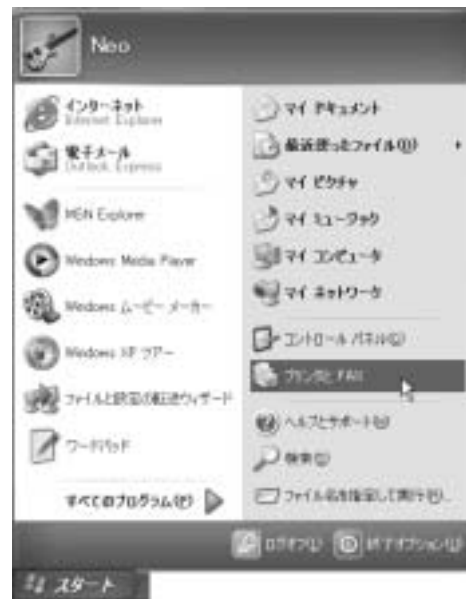 Neo
インターネット
Internet Explorer
電子メール
Outlook Express
MSN Explorer
Windows Media Player
Windows ムービー メーカー
Windows XP ツアー
ファイルと設定の転送ウィザード
ワードパッド
すべてのプログラム(P)
マイ ドキュメント
最近使ったファイル(D)
マイ ピクチャ
マイ ミュージック
マイ コンピュータ
マイ ネットワーク
コントロール パネル(C)
プリンタと FAX
ヘルプとサポート(H)
検索(S)
ファイル名を指定して実行(R)...
ログオフ(L)
終了オプション(U)
スタート